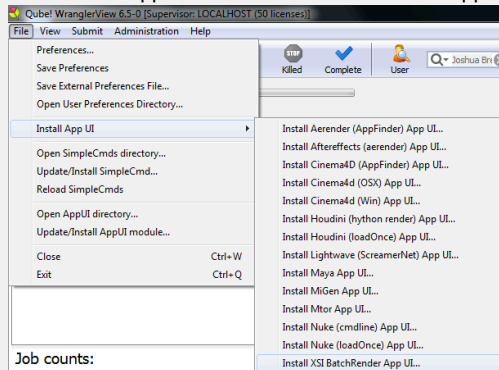 Qube! WranglerView 6.5-0 [Supervisor: LOCALHOST (50 licenses)]
File View Submit Administration Help
Preferences...
Save Preferences
Save External Preferences File...
Open User Preferences Directory...
Install App UI
Open SimpleCmds directory...
Update/Install SimpleCmd...
Reload SimpleCmds
Open AppUI directory...
Update/Install AppUI module...
Close Ctrl+W
Exit Ctrl+Q
STOP
Killed Complete User
Joshua Bre
Install Aerender (AppFinder) App UI...
Install Aftereffects (aerender) App UI...
Install Cinema4D (AppFinder) App UI...
Install Cinema4d (OSX) App UI...
Install Cinema4d (Win) App UI...
Install Houdini (hython render) App UI...
Install Houdini (loadOnce) App UI...
Install Lightwave (ScreamerNet) App UI...
Install Maya App UI...
Install MiGen App UI...
Install Mtor App UI...
Install Nuke (cmdline) App UI...
Install Nuke (loadOnce) App UI...
Install XSI BatchRender App UI...
Job counts: